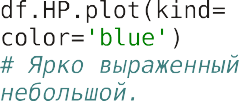 df.HP.plot(kind=
color='blue')
# Ярко выраженный
небольшой.